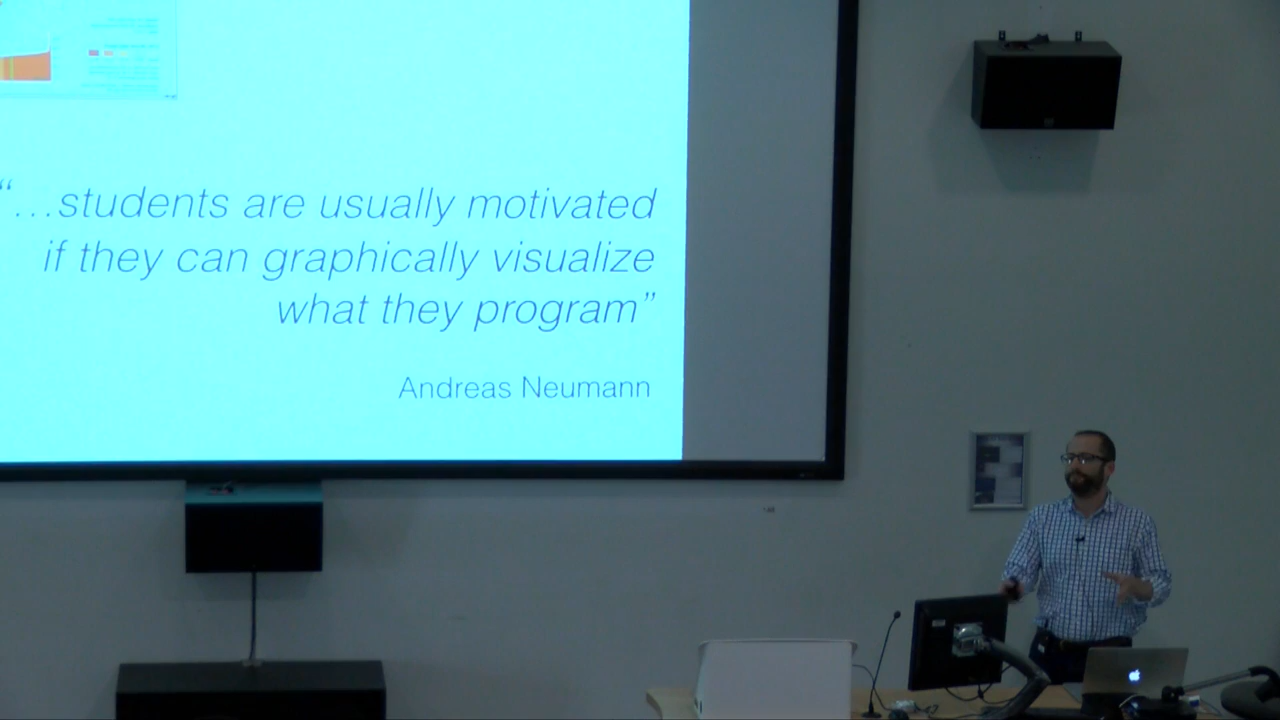 “…students are usually motivated
if they can graphically visualize
what they program”
Andreas Neumann